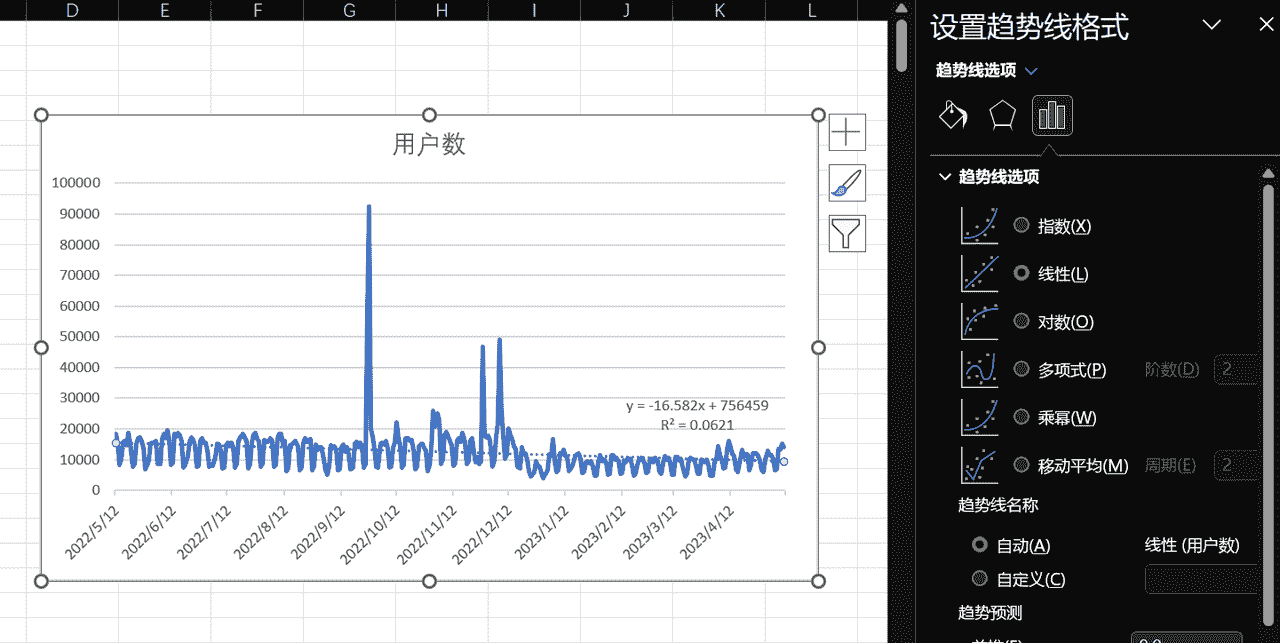 D E F G H I J K L
用户数
100000
90000
80000
70000
60000
50000
40000
30000
20000
10000
0
y = -16.582x + 756459
R² = 0.0621
2022/5/12 2022/6/12 2022/7/12 2022/8/12 2022/9/12 2022/10/12 2022/11/12 2022/12/12 2023/1/12 2023/2/12 2023/3/12 2023/4/12
设置趋势线格式
趋势线选项
趋势线选项
指数(X)
线性(L)
对数(O)
多项式(P) 阶数(D) 2
乘幂(W)
移动平均(M) 周期(E) 2
趋势线名称
自动(A) 线性 (用户数)
自定义(C)
趋势预测